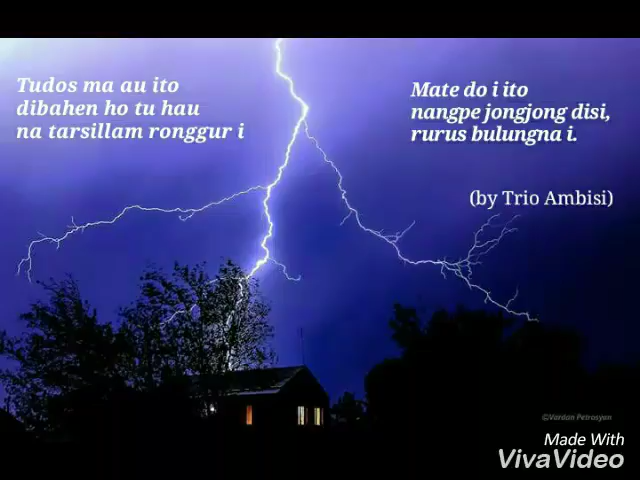 Tudos ma au ito
dibahen ho tu hau
na tarsillam ronggur i
Mate do i ito
nangpe jongjong disi,
rurus bulungna i.
(by Trio Ambisi)
©Vardan Petrosyan
Made With
VivaVideo